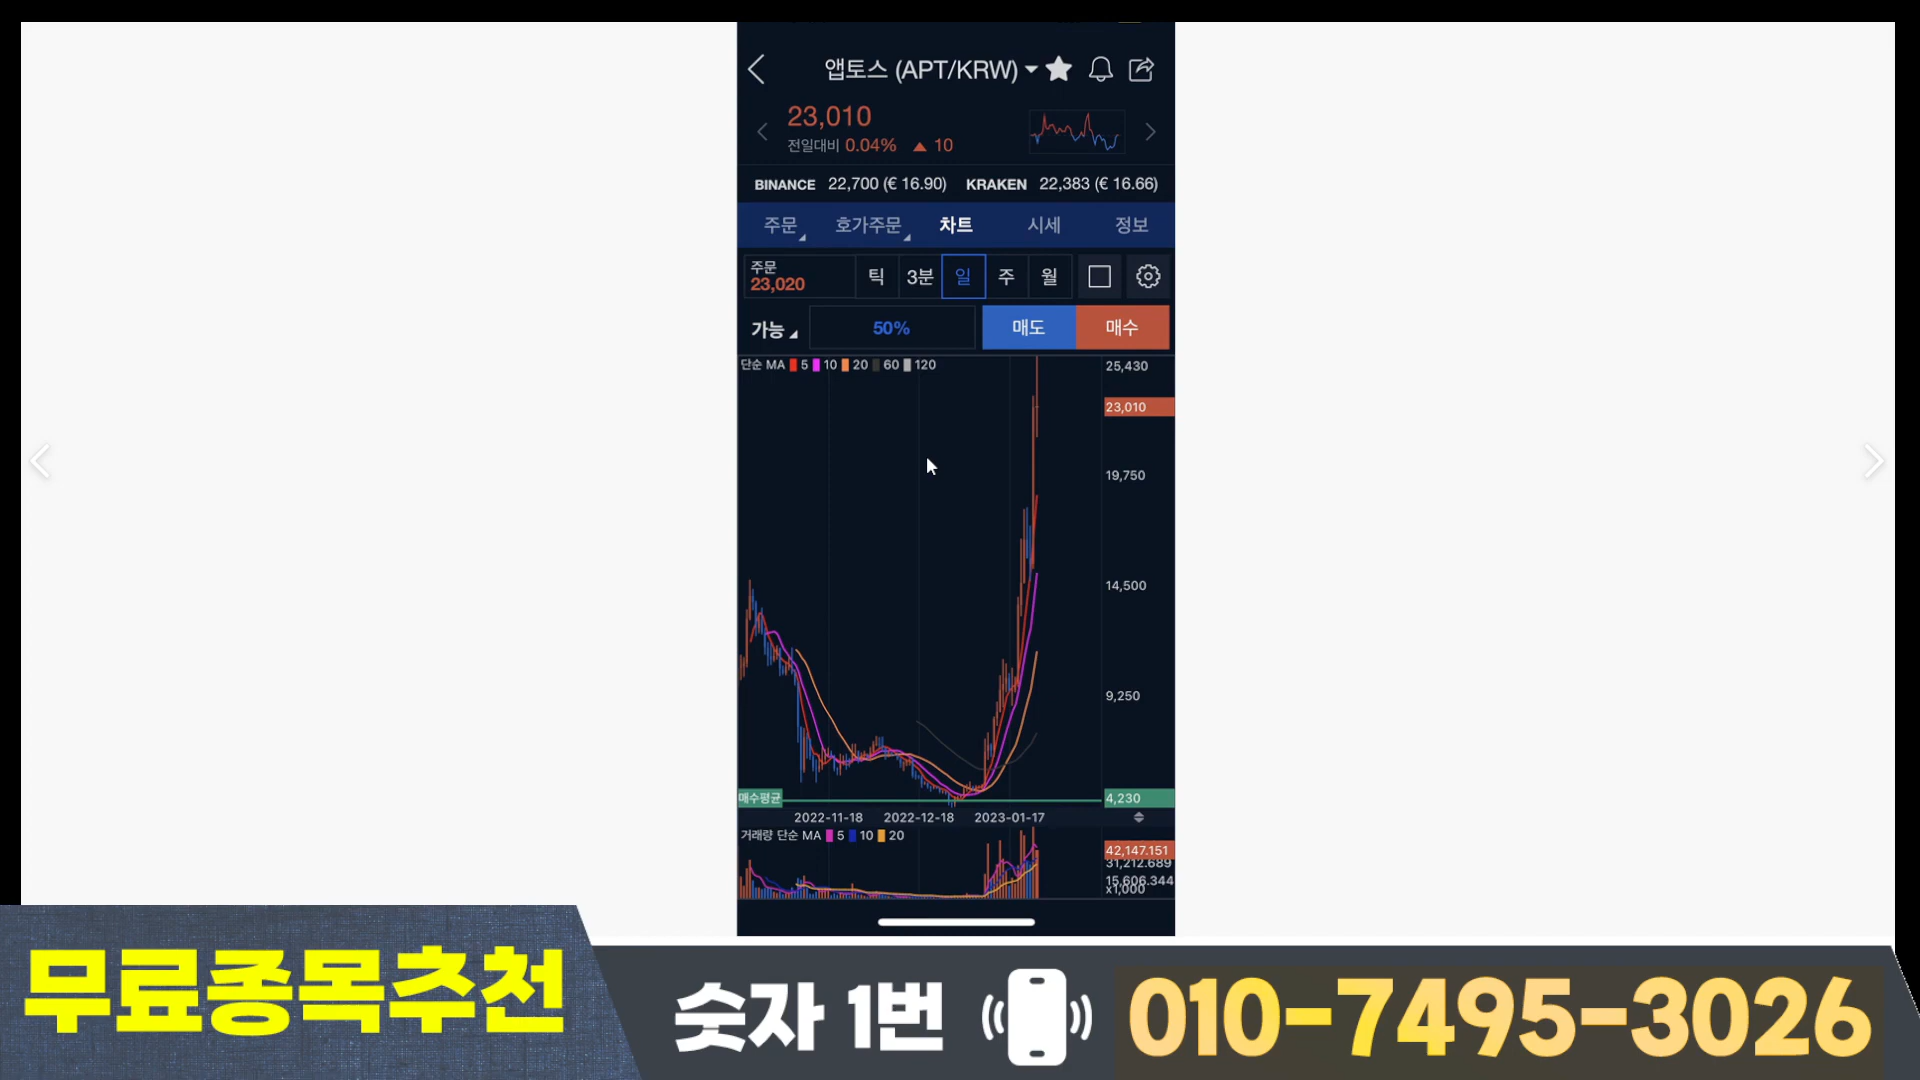 앱토스 (APT/KRW)
23,010
전일대비 0.04% ▲ 10
BINANCE 22,700 (€ 16.90) KRAKEN 22,383 (€ 16.66)
주문 호가주문 차트 시세 정보
주문
23,020
틱 3분 일 주 월
가능 50% 매도 매수
단순 MA 5 10 20 60 120
25,430
23,010
19,750
14,500
9,250
매수평균 4,230
2022-11-18 2022-12-18 2023-01-17
거래량 단순 MA 5 10 20
42,147.151
31,212.689
15,606.344
x1,000
무료종목추천
숫자 1번 010-7495-3026